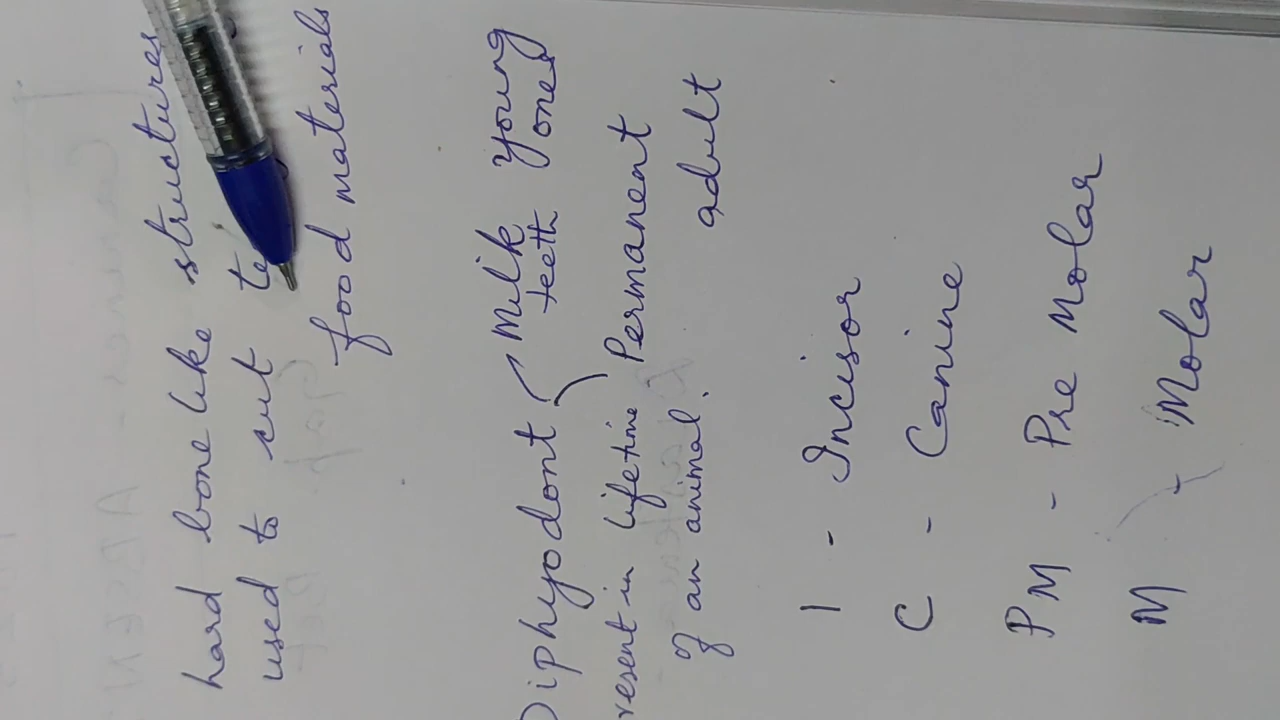 hard bone like structures
used to cut
food materials
Diphyodont Milk Young
teeth ones
resent in lifetime Permanent
of an animal. adult
I - Incisor
C - Canine
PM - Pre Molar
M - Molar